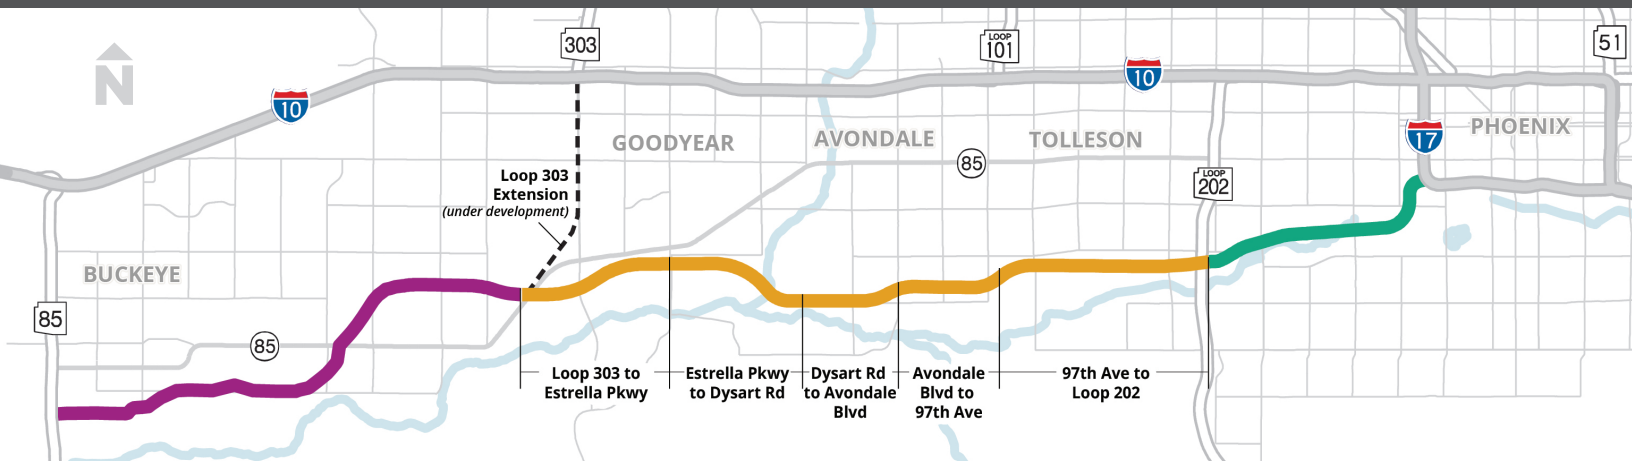 303
LOOP
101
51
10
10
N
17
PHOENIX
GOODYEAR
AVONDALE
TOLLESON
85
Loop 303
Extension
(under development)
LOOP
202
BUCKEYE
85
85
Loop 303 to
Estrella Pkwy
Estrella Pkwy
to Dysart Rd
Dysart Rd
to Avondale
Blvd
Avondale
Blvd to
97th Ave
97th Ave to
Loop 202